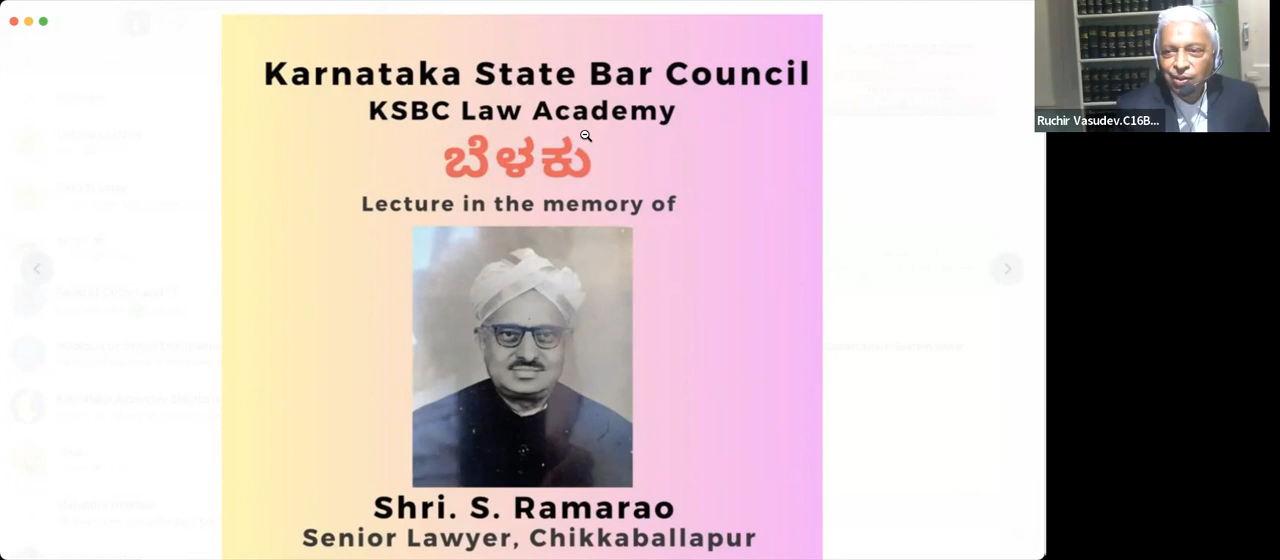 Karnataka State Bar Council
KSBC Law Academy
ಬೆಳಕು
Lecture in the memory of
Shri. S. Ramarao
Senior Lawyer, Chikkaballapur
Ruchir Vasudev.C16B...